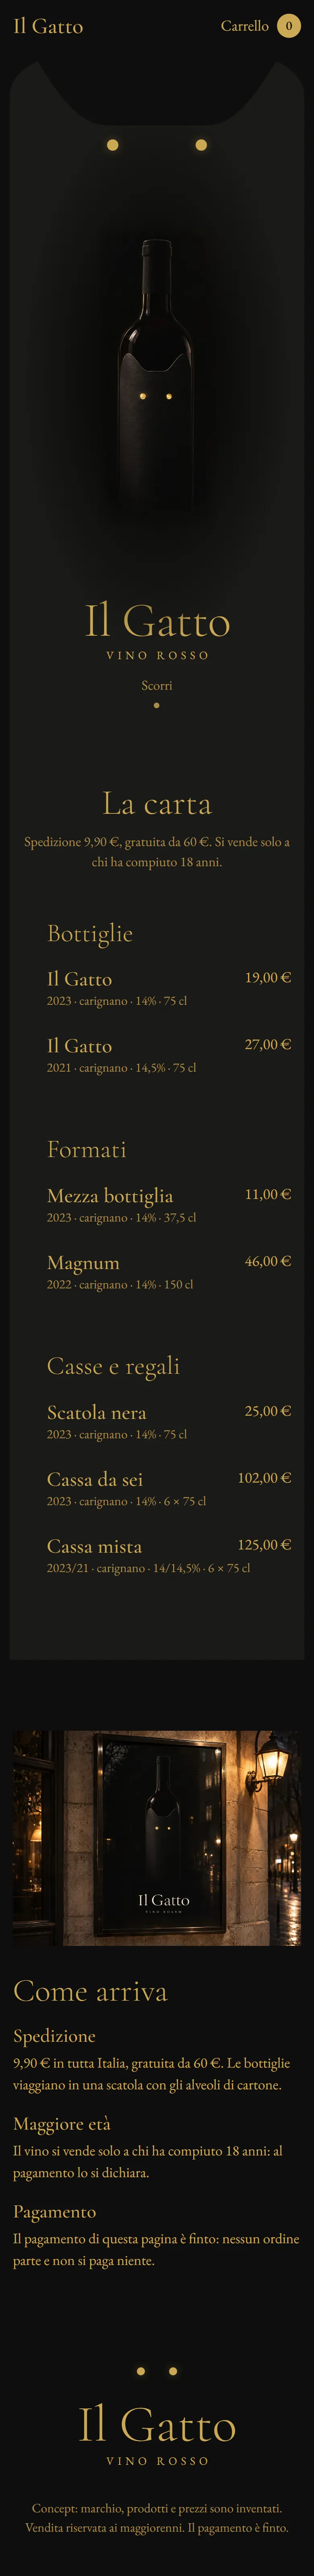 Il Gatto
Carrello 0
Il Gatto
VINO ROSSO
Scorri
La carta
Spedizione 9,90 €, gratuita da 60 €. Si vende solo a
chi ha compiuto 18 anni.
Bottiglie
Il Gatto 19,00 €
2023 · carignano · 14% · 75 cl
Il Gatto 27,00 €
2021 · carignano · 14,5% · 75 cl
Formati
Mezza bottiglia 11,00 €
2023 · carignano · 14% · 37,5 cl
Magnum 46,00 €
2022 · carignano · 14% · 150 cl
Casse e regali
Scatola nera 25,00 €
2023 · carignano · 14% · 75 cl
Cassa da sei 102,00 €
2023 · carignano · 14% · 6 × 75 cl
Cassa mista 125,00 €
2023/21 · carignano · 14/14,5% · 6 × 75 cl
Il Gatto
VINO ROSSO
Come arriva
Spedizione
9,90 € in tutta Italia, gratuita da 60 €. Le bottiglie
viaggiano in una scatola con gli alveoli di cartone.
Maggiore età
Il vino si vende solo a chi ha compiuto 18 anni: al
pagamento lo si dichiara.
Pagamento
Il pagamento di questa pagina è finto: nessun ordine
parte e non si paga niente.
Il Gatto
VINO ROSSO
Concept: marchio, prodotti e prezzi sono inventati.
Vendita riservata ai maggiorenni. Il pagamento è finto.